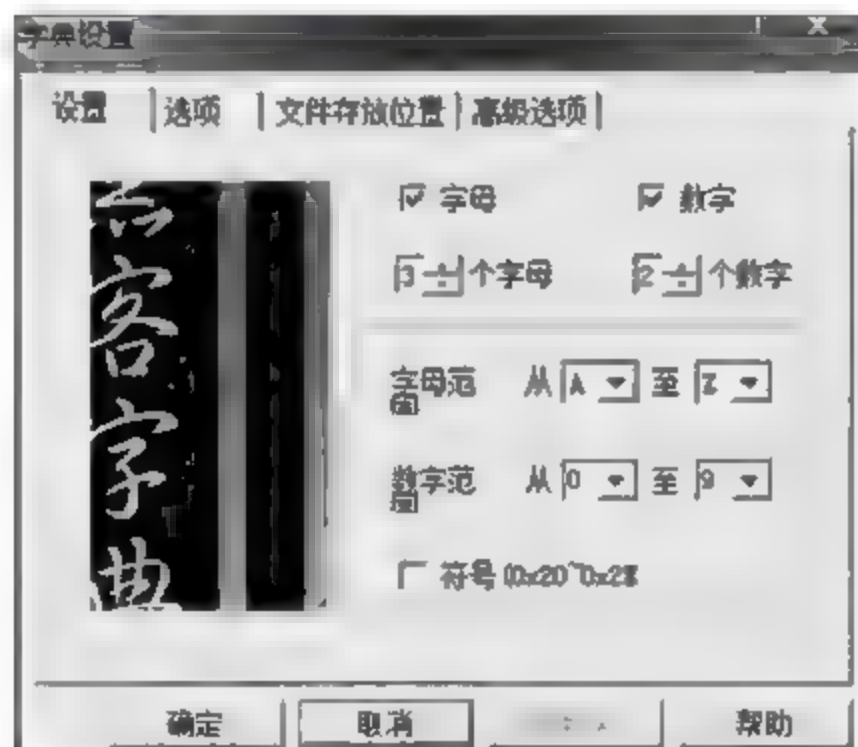 字典设置
设置 选项 文件存放位置 高级选项
字母 数字
3 个字母 2 个数字
字母范围 从 A 至 Z
数字范围 从 0 至 9
符号
客字典
确定 取消 帮助